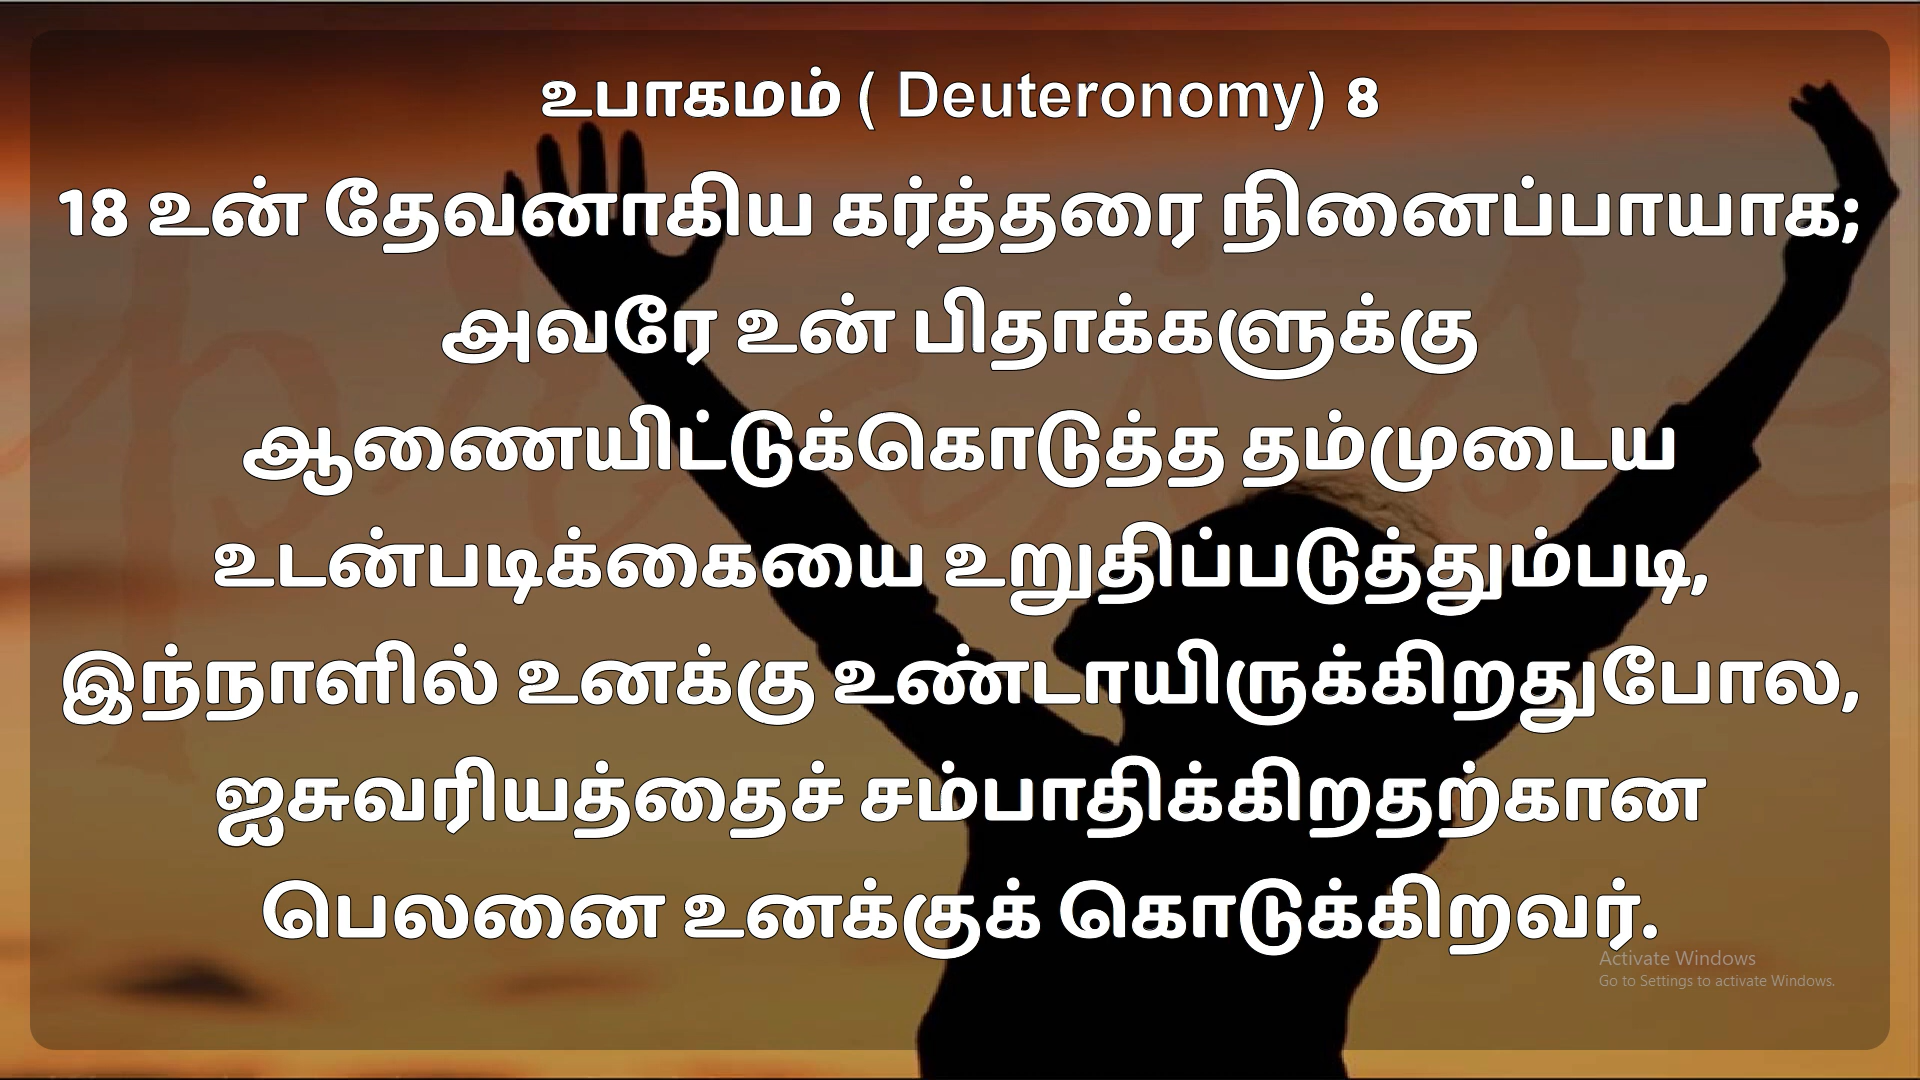 உபாகமம் ( Deuteronomy) 8
18 உன் தேவனாகிய கர்த்தரை நினைப்பாயாக;
அவரே உன் பிதாக்களுக்கு
ஆணையிட்டுக்கொடுத்த தம்முடைய
உடன்படிக்கையை உறுதிப்படுத்தும்படி,
இந்நாளில் உனக்கு உண்டாயிருக்கிறதுபோல,
ஐசுவரியத்தைச் சம்பாதிக்கிறதற்கான
பெலனை உனக்குக் கொடுக்கிறவர்.
Activate Windows
Go to Settings to activate Windows.